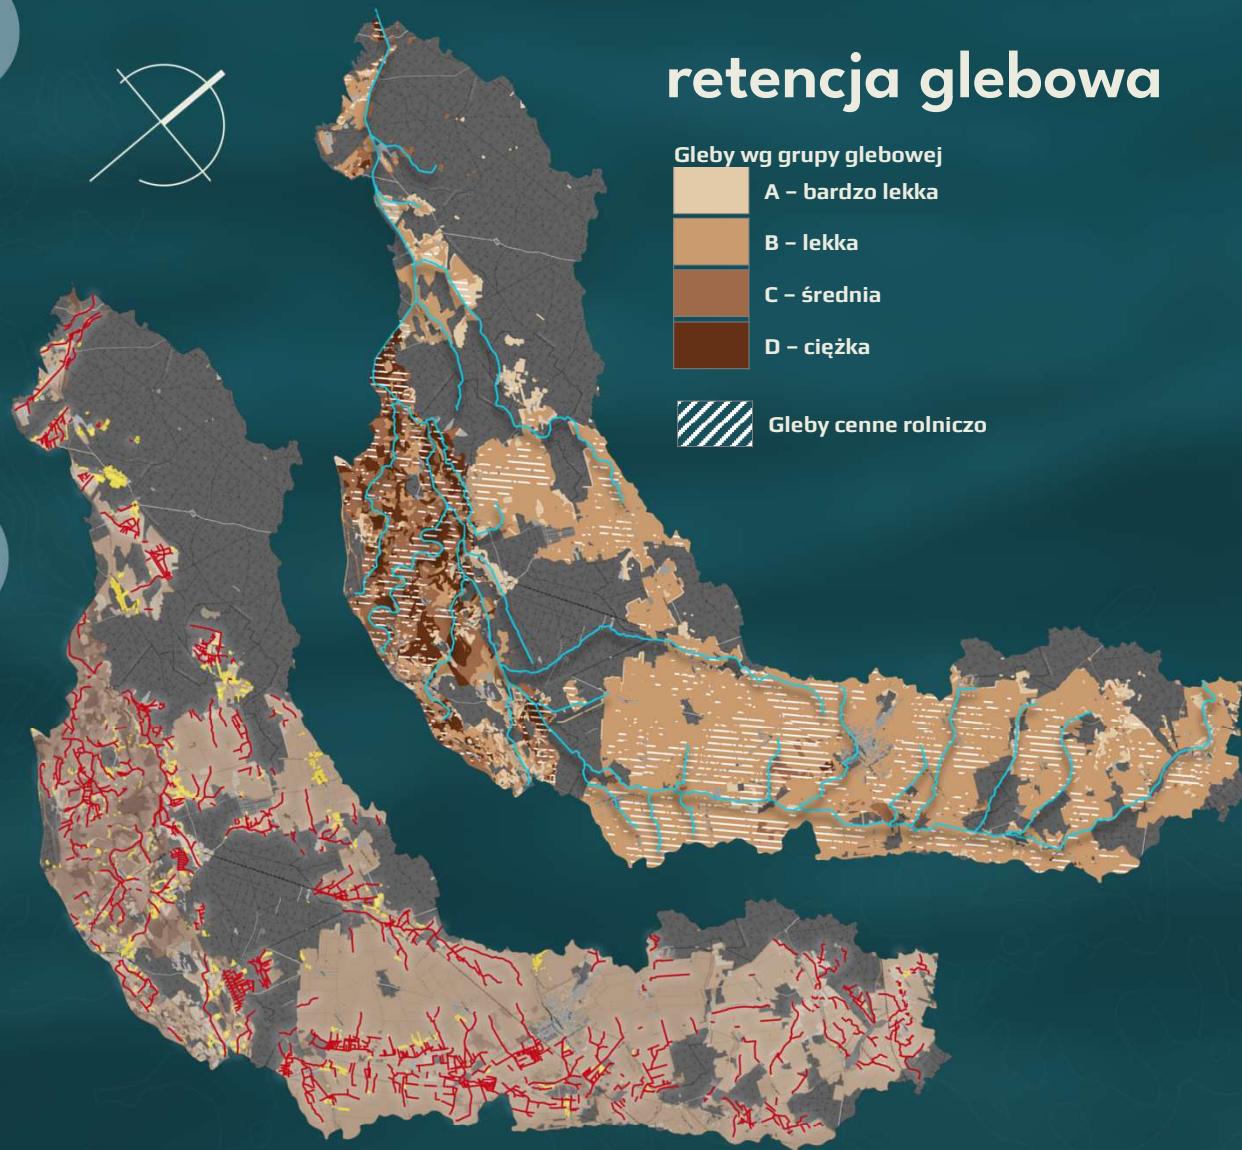 retencja glebowa
Gleby wg grupy glebowej
A – bardzo lekka
B – lekka
C – średnia
D – ciężka
Gleby cenne rolniczo